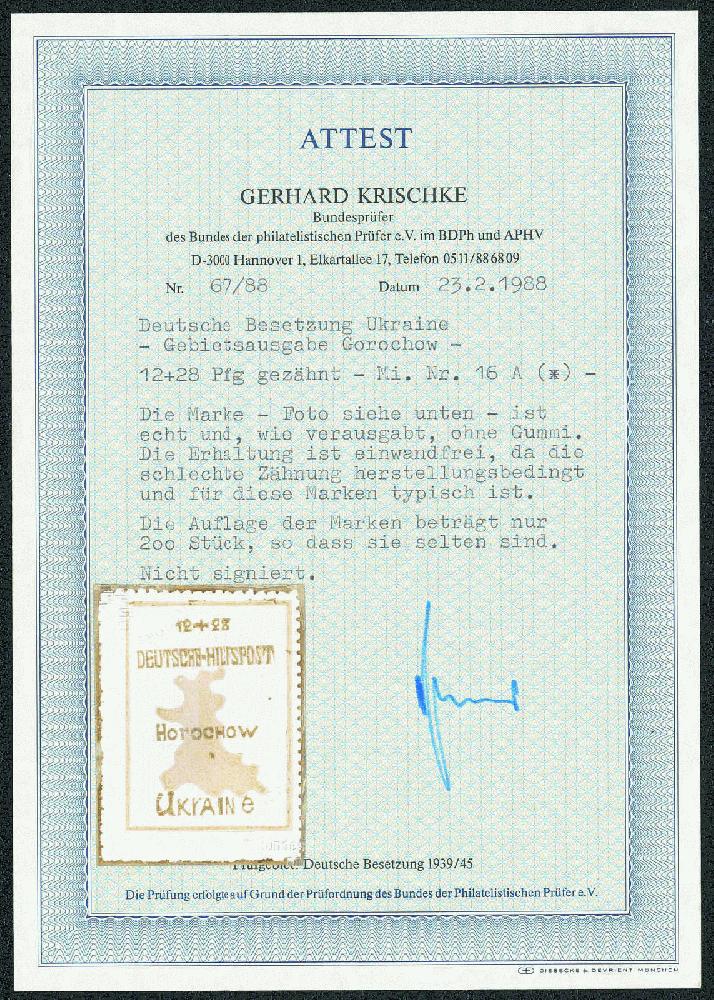 ATTEST
GERHARD KRISCHKE
Bundesprüfer
des Bundes der philatelistischen Prüfer e.V. im BDPh und APHV
D-3000 Hannover 1, Elkartallee 17, Telefon 0511/886809
Nr. 67/88 Datum 23.2.1988
Deutsche Besetzung Ukraine
- Gebietsausgabe Gorochow -
12+28 Pfg gezähnt - Mi. Nr. 16 A (*) -
Die Marke - Foto siehe unten - ist
echt und, wie verausgabt, ohne Gummi.
Die Erhaltung ist einwandfrei, da die
schlechte Zähnung herstellungsbedingt
und für diese Marken typisch ist.
Die Auflage der Marken beträgt nur
2oo Stück, so dass sie selten sind.
Nicht signiert.
12+28
DEUTSCHE-HILFSPOST
HOrOCHOW
UKrAINe
Deutsche Besetzung 1939/45
Die Prüfung erfolgte auf Grund der Prüfordnung des Bundes der Philatelistischen Prüfer e.V.
GIESECKE & DEVRIENT MÜNCHEN